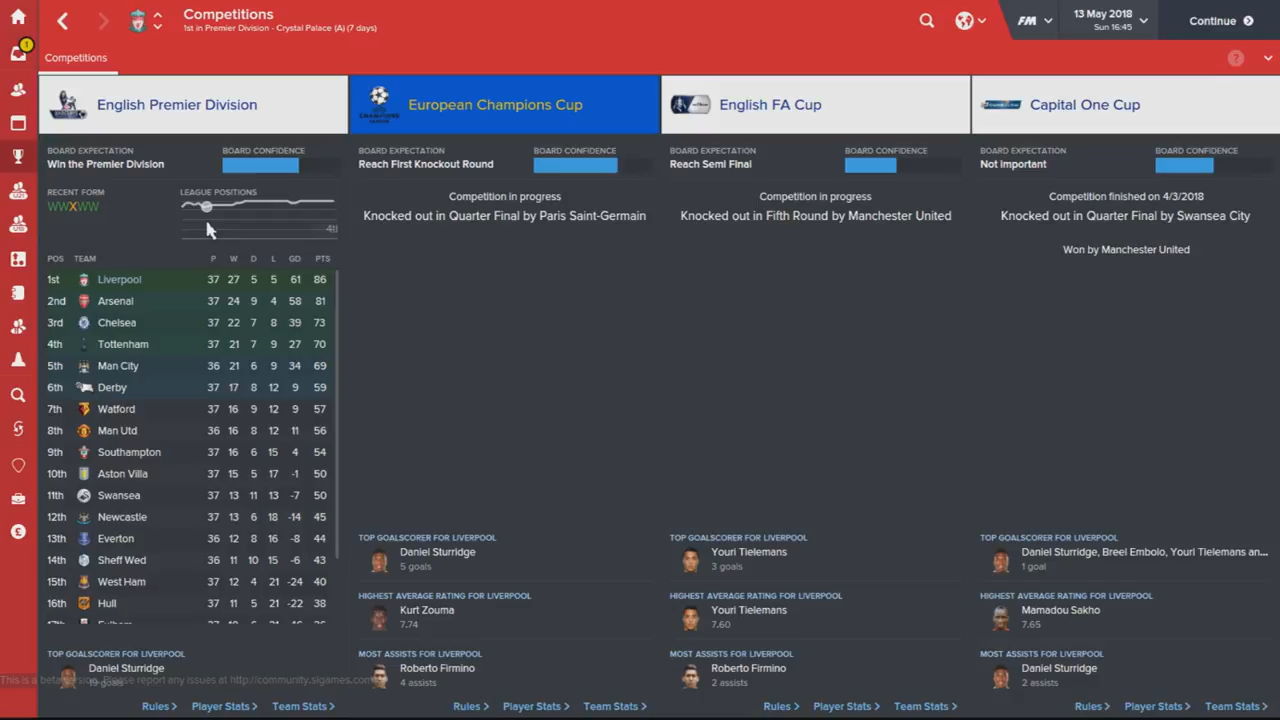 Competitions
1st in Premier Division - Crystal Palace (A) (7 days)
FM
13 May 2018
Sun 16:45
Continue
1
Competitions
English Premier Division
BOARD EXPECTATION
Win the Premier Division
BOARD CONFIDENCE
RECENT FORM
WWXWW
LEAGUE POSITIONS
POS TEAM P W D L GD PTS
1st Liverpool 37 27 5 5 61 86
2nd Arsenal 37 24 9 4 58 81
3rd Chelsea 37 22 7 8 39 73
4th Tottenham 37 21 7 9 27 70
5th Man City 36 21 6 9 34 69
6th Derby 37 17 8 12 9 59
7th Watford 37 16 9 12 9 57
8th Man Utd 36 16 8 12 11 56
9th Southampton 37 16 6 15 4 54
10th Aston Villa 37 15 5 17 -1 50
11th Swansea 37 13 11 13 -7 50
12th Newcastle 37 13 6 18 -14 45
13th Everton 36 12 8 16 -8 44
14th Sheff Wed 36 11 10 15 -6 43
15th West Ham 37 12 4 21 -24 40
16th Hull 37 11 5 21 -22 38
TOP GOALSCORER FOR LIVERPOOL
Daniel Sturridge
19 goals
This is a beta version. Please report any issues at http://community.sigames.com
Rules > Player Stats > Team Stats >
European Champions Cup
BOARD EXPECTATION
Reach First Knockout Round
BOARD CONFIDENCE
Competition in progress
Knocked out in Quarter Final by Paris Saint-Germain
TOP GOALSCORER FOR LIVERPOOL
Daniel Sturridge
5 goals
HIGHEST AVERAGE RATING FOR LIVERPOOL
Kurt Zouma
7.74
MOST ASSISTS FOR LIVERPOOL
Roberto Firmino
4 assists
Rules > Player Stats > Team Stats >
English FA Cup
BOARD EXPECTATION
Reach Semi Final
BOARD CONFIDENCE
Competition in progress
Knocked out in Fifth Round by Manchester United
TOP GOALSCORER FOR LIVERPOOL
Youri Tielemans
3 goals
HIGHEST AVERAGE RATING FOR LIVERPOOL
Youri Tielemans
7.60
MOST ASSISTS FOR LIVERPOOL
Roberto Firmino
2 assists
Rules > Player Stats > Team Stats >
Capital One Cup
BOARD EXPECTATION
Not Important
BOARD CONFIDENCE
Competition finished on 4/3/2018
Knocked out in Quarter Final by Swansea City
Won by Manchester United
TOP GOALSCORER FOR LIVERPOOL
Daniel Sturridge, Breel Embolo, Youri Tielemans an...
1 goal
HIGHEST AVERAGE RATING FOR LIVERPOOL
Mamadou Sakho
7.65
MOST ASSISTS FOR LIVERPOOL
Daniel Sturridge
2 assists
Rules > Player Stats > Team Stats >